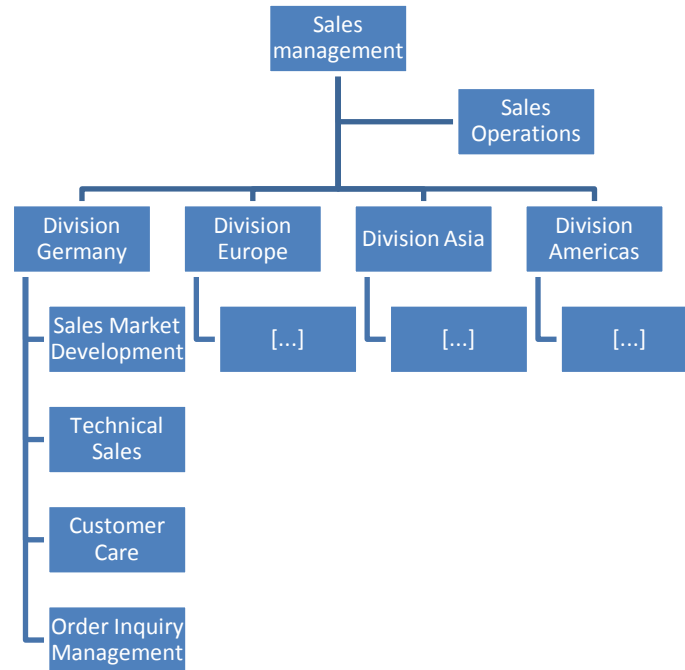 Sales
management
Sales
Operations
Division
Germany
Division
Europe
Division Asia
Division
Americas
Sales Market
Development
[...]
[...]
[...]
Technical
Sales
Customer
Care
Order Inquiry
Management